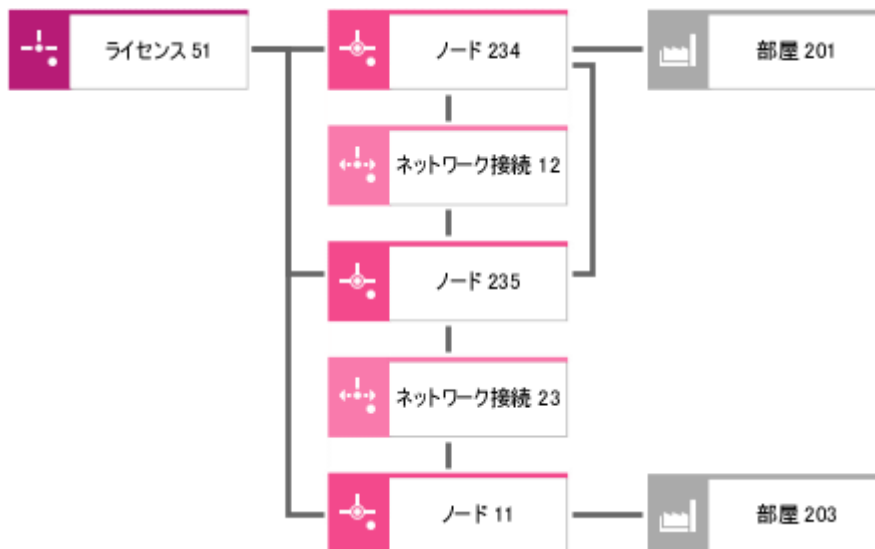 ライセンス 51
ノード 234
部屋 201
ネットワーク接続 12
ノード 235
ネットワーク接続 23
ノード 11
部屋 203